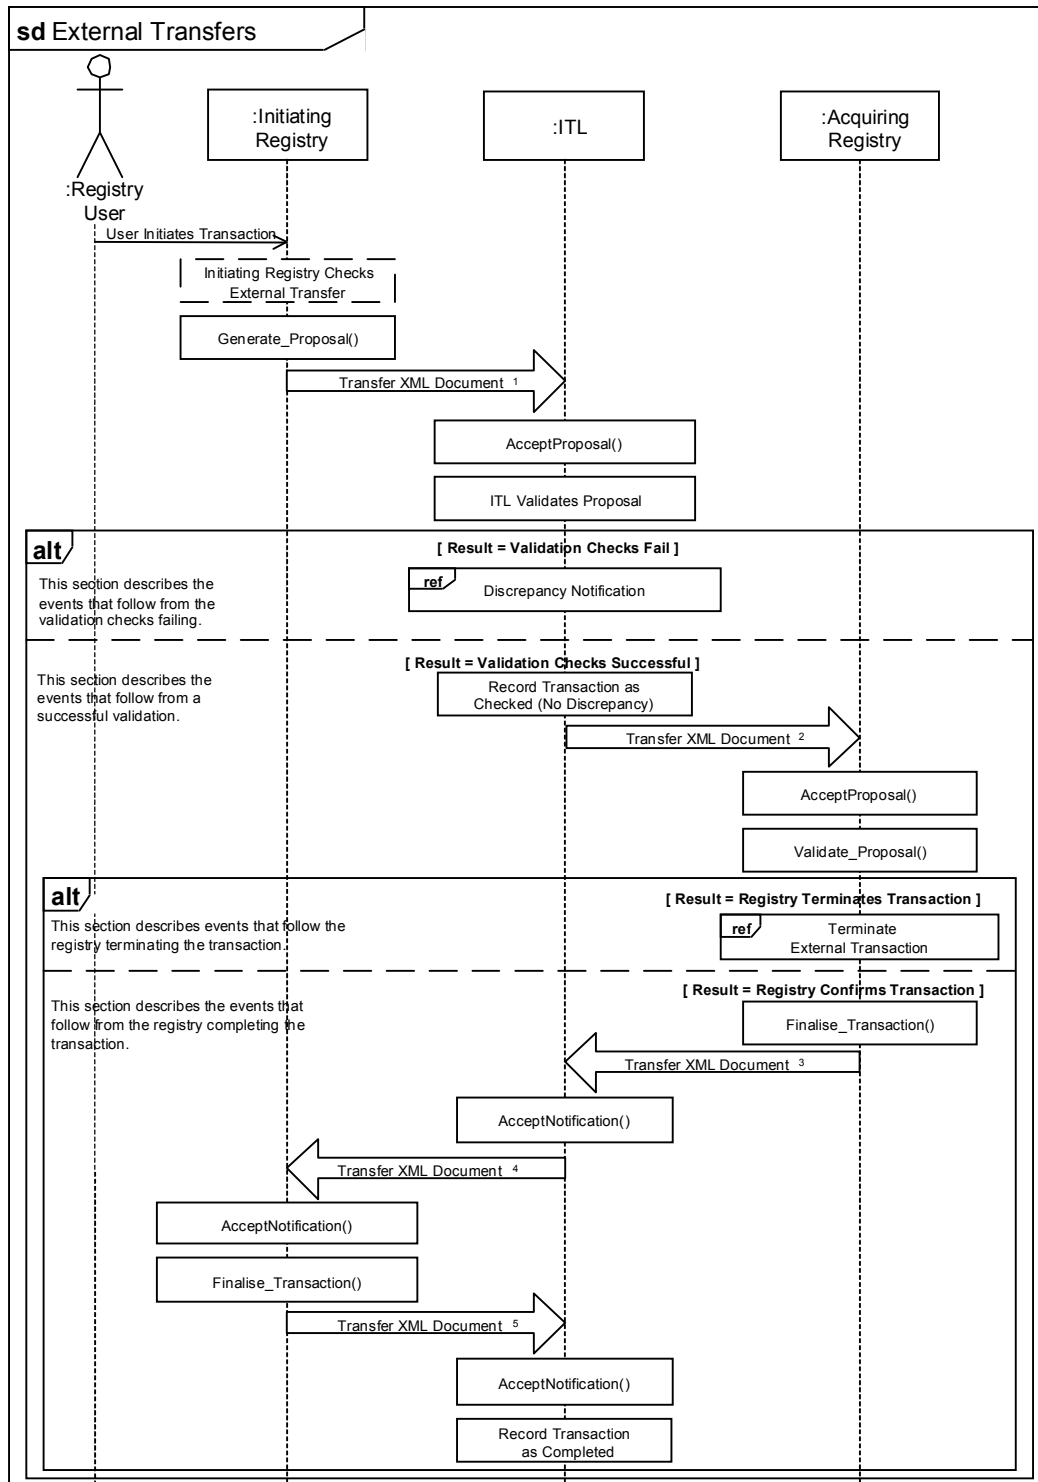 sd External Transfers
:Initiating
Registry
:ITL
:Acquiring
Registry
:Registry
User
User Initiates Transaction
Initiating Registry Checks
External Transfer
Generate_Proposal()
Transfer XML Document 1
AcceptProposal()
ITL Validates Proposal
alt
[ Result = Validation Checks Fail ]
This section describes the
events that follow from the
validation checks failing.
ref
Discrepancy Notification
[ Result = Validation Checks Successful ]
This section describes the
events that follow from a
successful validation.
Record Transaction as
Checked (No Discrepancy)
Transfer XML Document 2
AcceptProposal()
Validate_Proposal()
alt
[ Result = Registry Terminates Transaction ]
This section describes events that follow the
registry terminating the transaction.
ref
Terminate
External Transaction
[ Result = Registry Confirms Transaction ]
This section describes the events that
follow from the registry completing the
transaction.
Finalise_Transaction()
Transfer XML Document 3
AcceptNotification()
Transfer XML Document 4
AcceptNotification()
Finalise_Transaction()
Transfer XML Document 5
AcceptNotification()
Record Transaction
as Completed